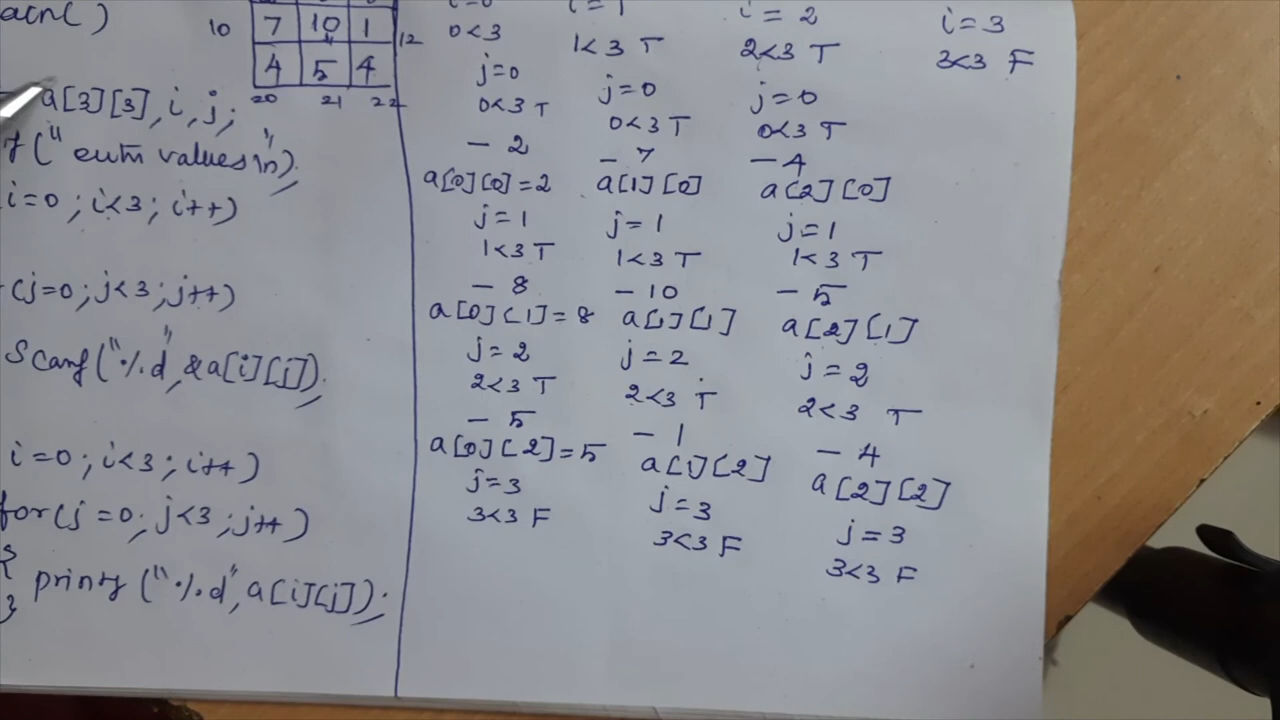 acn( )
10 7 10 1 12
4 5 4
20 21 22
a[3][3], i, j;
f(" eutn values \n");
i=0; i<3; i++)
(j=0; j<3; j++)
Scanf("%d", &a[i][j]);
i=0; i<3; i++)
for(j=0; j<3; j++)
{
printf ("%d", a[i][j]);
}
i=0
0<3
j=0
0<3 T
- 2
a[0][0]=2
j=1
1<3 T
- 8
a[0][1]=8
j=2
2<3 T
- 5
a[0][2]=5
j=3
3<3 F
i=1
1<3 T
j=0
0<3 T
- 7
a[1][0]
j=1
1<3 T
- 10
a[1][1]
j=2
2<3 T
- 1
a[1][2]
j=3
3<3 F
i=2
2<3 T
j=0
0<3 T
- 4
a[2][0]
j=1
1<3 T
- 5
a[2][1]
j=2
2<3 T
- 4
a[2][2]
j=3
3<3 F
i=3
3<3 F